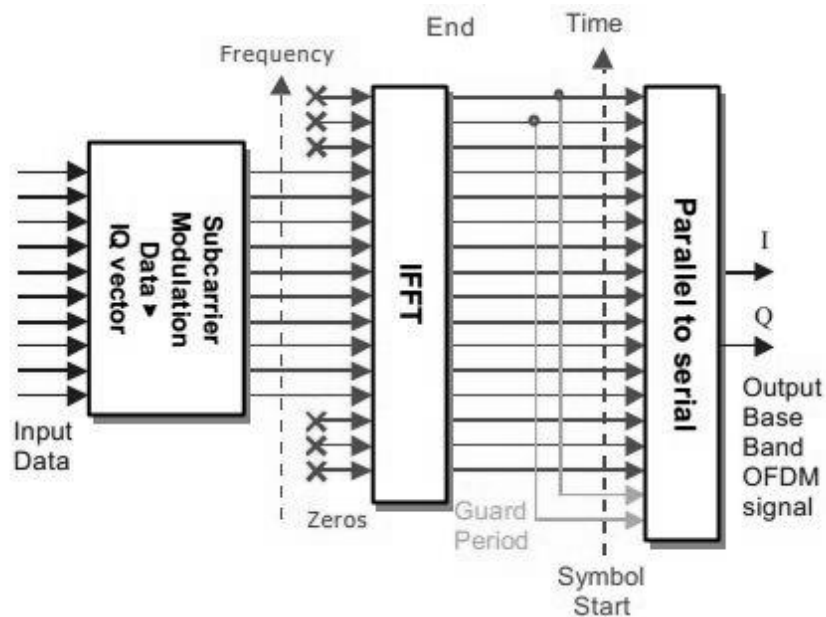 End
Time
Frequency
Subcarrier
Modulation
Data >
IQ vector
IFFT
Parallel to serial
I
Q
Input
Data
Output
Base
Band
OFDM
signal
Zeros
Guard
Period
Symbol
Start